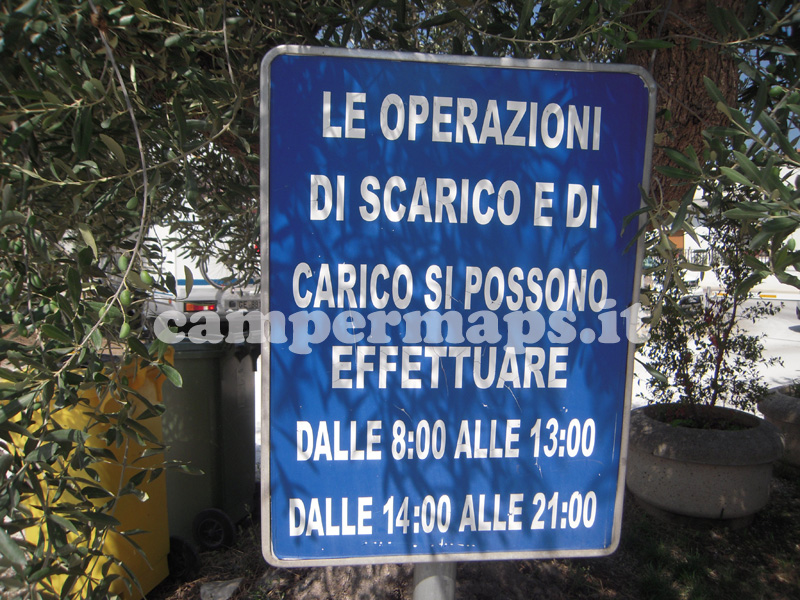 LE OPERAZIONI
DI SCARICO E DI
CARICO SI POSSONO
campermaps.it
EFFETTUARE
DALLE 8:00 ALLE 13:00
DALLE 14:00 ALLE 21:00